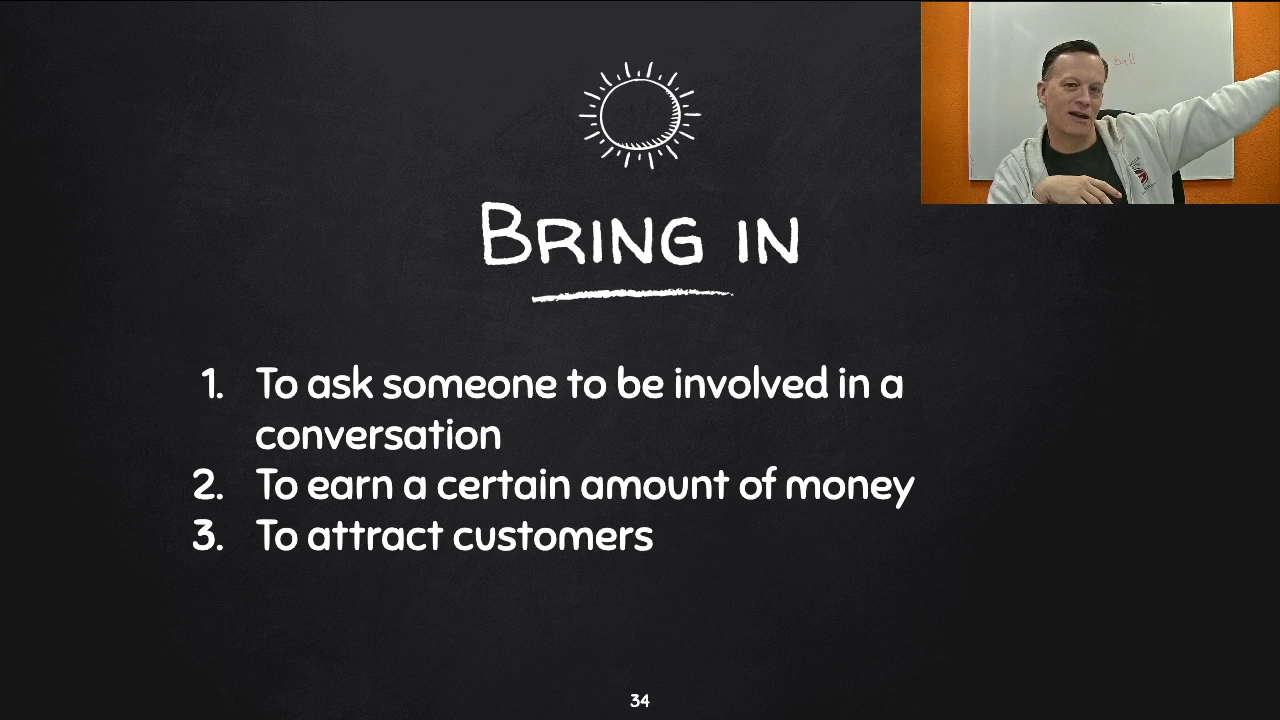 ball
Bring in
1. To ask someone to be involved in a
conversation
2. To earn a certain amount of money
3. To attract customers
34